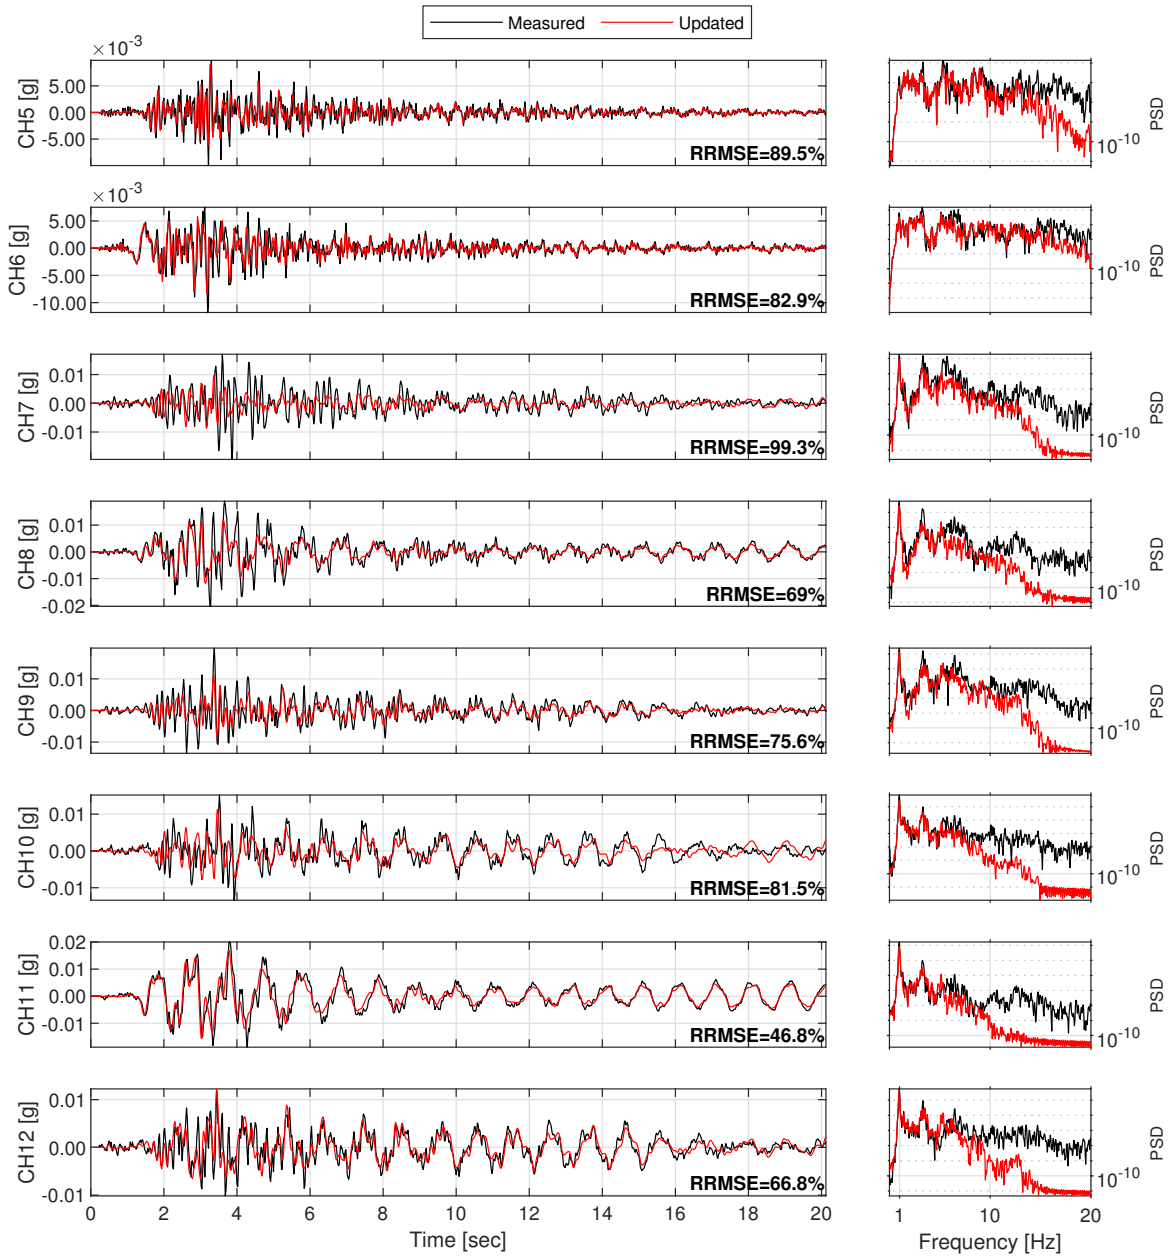 Measured Updated
×10⁻³
CH5 [g]
5.00
0.00
-5.00
RRMSE=89.5%
10⁻¹⁰
PSD
×10⁻³
CH6 [g]
5.00
0.00
-5.00
-10.00
RRMSE=82.9%
10⁻¹⁰
PSD
CH7 [g]
0.01
0.00
-0.01
RRMSE=99.3%
10⁻¹⁰
PSD
CH8 [g]
0.01
0.00
-0.01
-0.02
RRMSE=69%
10⁻¹⁰
PSD
CH9 [g]
0.01
0.00
-0.01
RRMSE=75.6%
10⁻¹⁰
PSD
CH10 [g]
0.01
0.00
-0.01
RRMSE=81.5%
10⁻¹⁰
PSD
CH11 [g]
0.02
0.01
0.00
-0.01
RRMSE=46.8%
10⁻¹⁰
PSD
CH12 [g]
0.01
0.00
-0.01
RRMSE=66.8%
10⁻¹⁰
PSD
0 2 4 6 8 10 12 14 16 18 20
Time [sec]
1 10 20
Frequency [Hz]